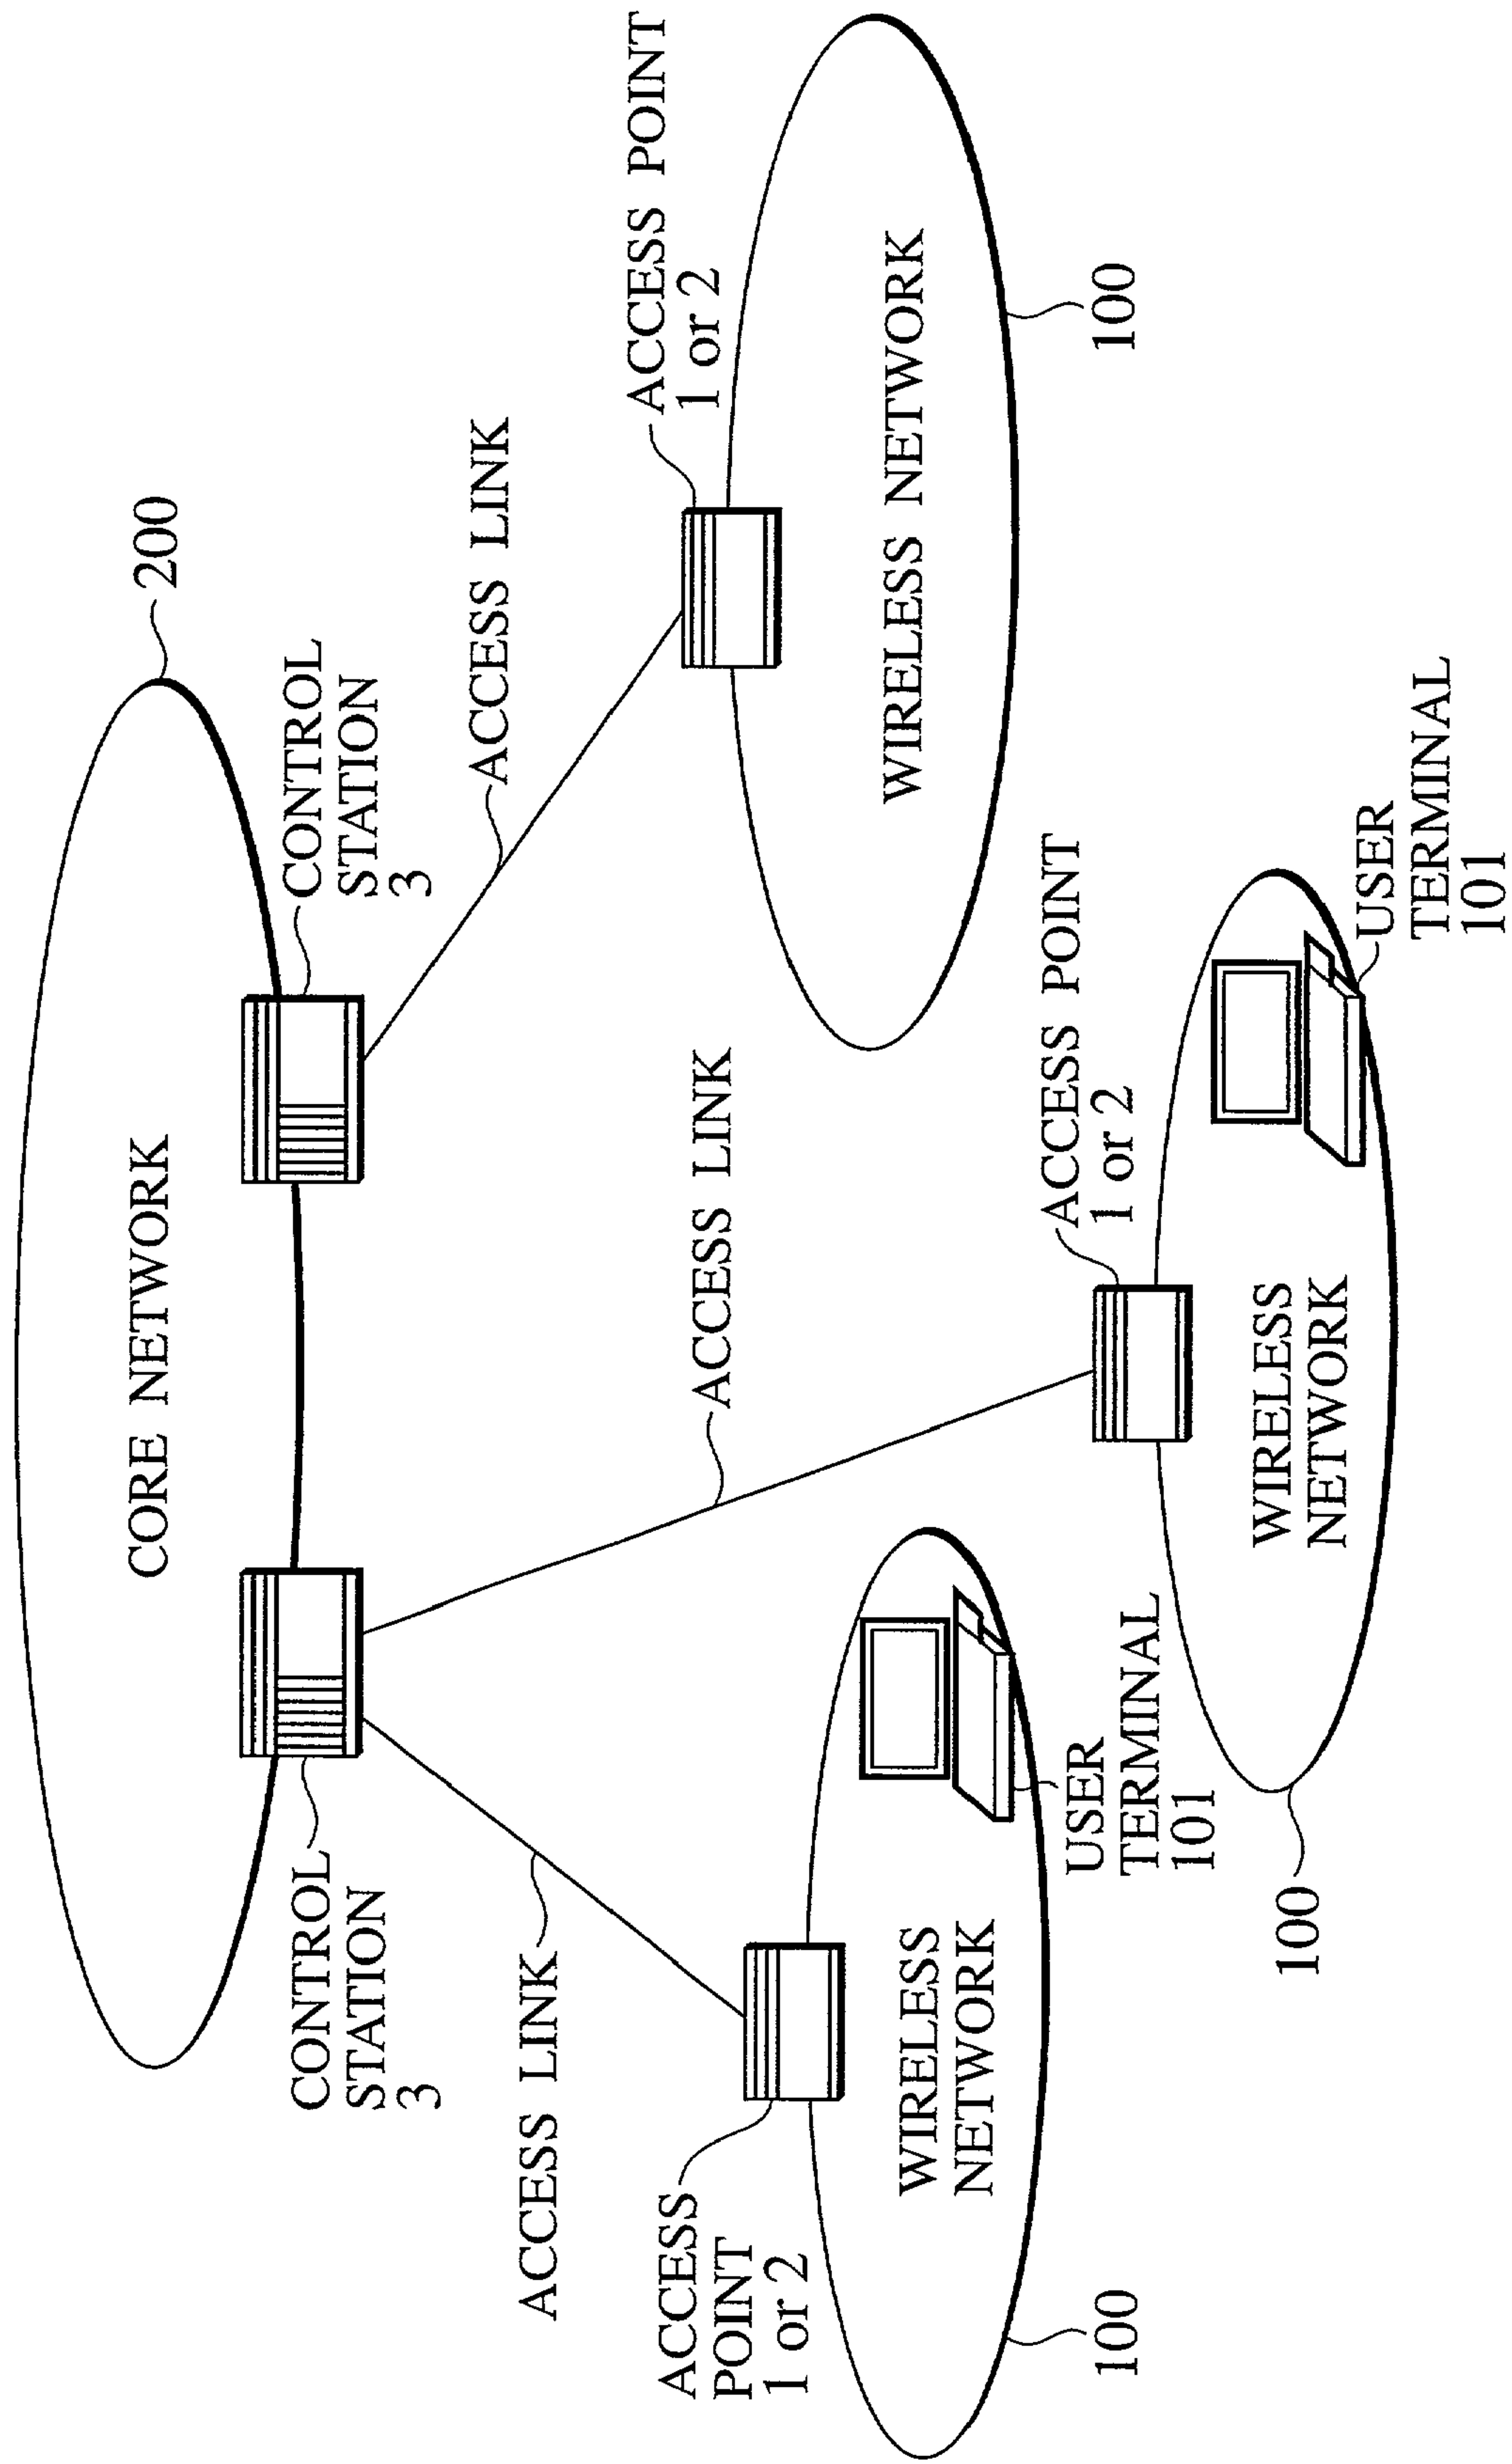 CORE NETWORK
200
CONTROL
STATION
3
CONTROL
STATION
3
ACCESS LINK
ACCESS LINK
ACCESS LINK
ACCESS
POINT
1 or 2
ACCESS POINT
1 or 2
ACCESS POINT
1 or 2
WIRELESS
NETWORK
USER
TERMINAL
101
100
WIRELESS
NETWORK
USER
TERMINAL
101
100
WIRELESS NETWORK
100